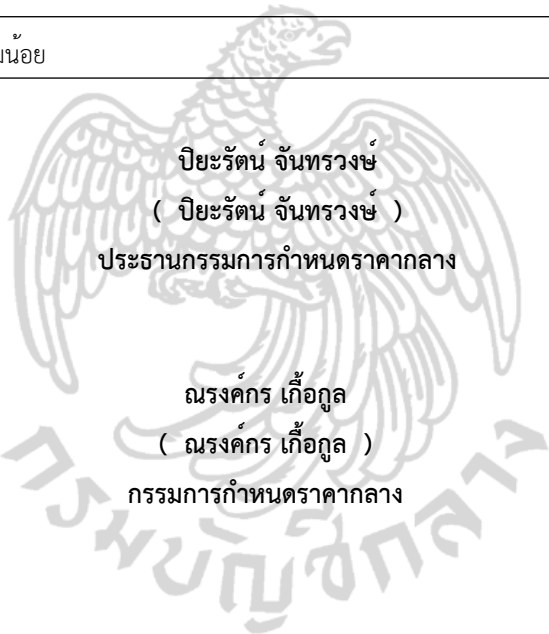 น้อย
ปิยะรัตน์ จันทรวงษ์
( ปิยะรัตน์ จันทรวงษ์ )
ประธานกรรมการกำหนดราคากลาง
ณรงค์กร เกื้อกูล
( ณรงค์กร เกื้อกูล )
กรรมการกำหนดราคากลาง
กรมบัญชีกลาง